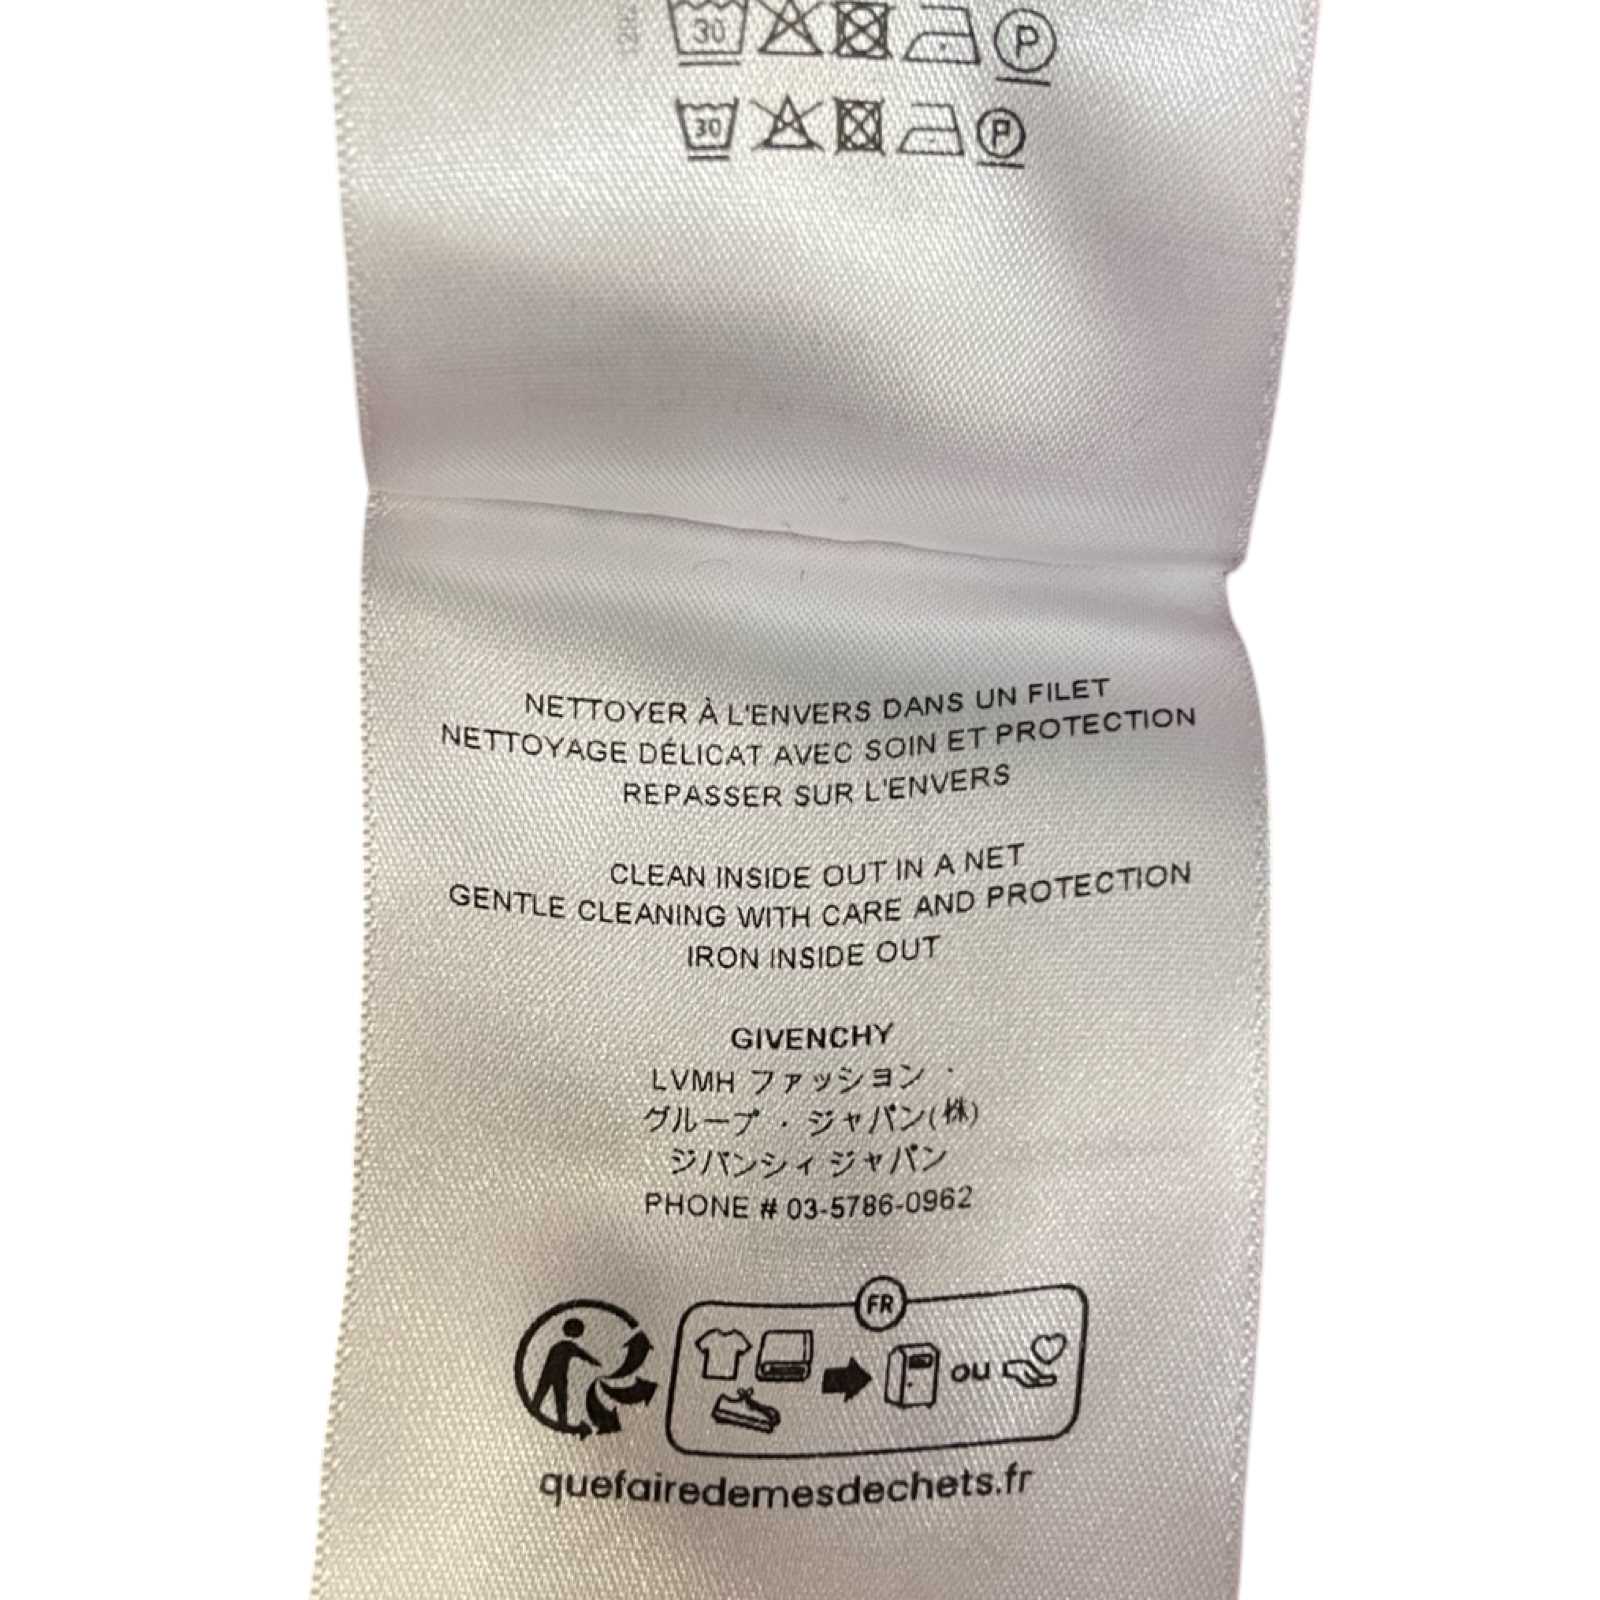 30 P
30 P
NETTOYER À L'ENVERS DANS UN FILET
NETTOYAGE DÉLICAT AVEC SOIN ET PROTECTION
REPASSER SUR L'ENVERS
CLEAN INSIDE OUT IN A NET
GENTLE CLEANING WITH CARE AND PROTECTION
IRON INSIDE OUT
GIVENCHY
LVMH ファッション ·
グループ · ジャパン(株)
ジバンシィ ジャパン
PHONE # 03-5786-0962
FR
ou
quefairedemesdechets.fr